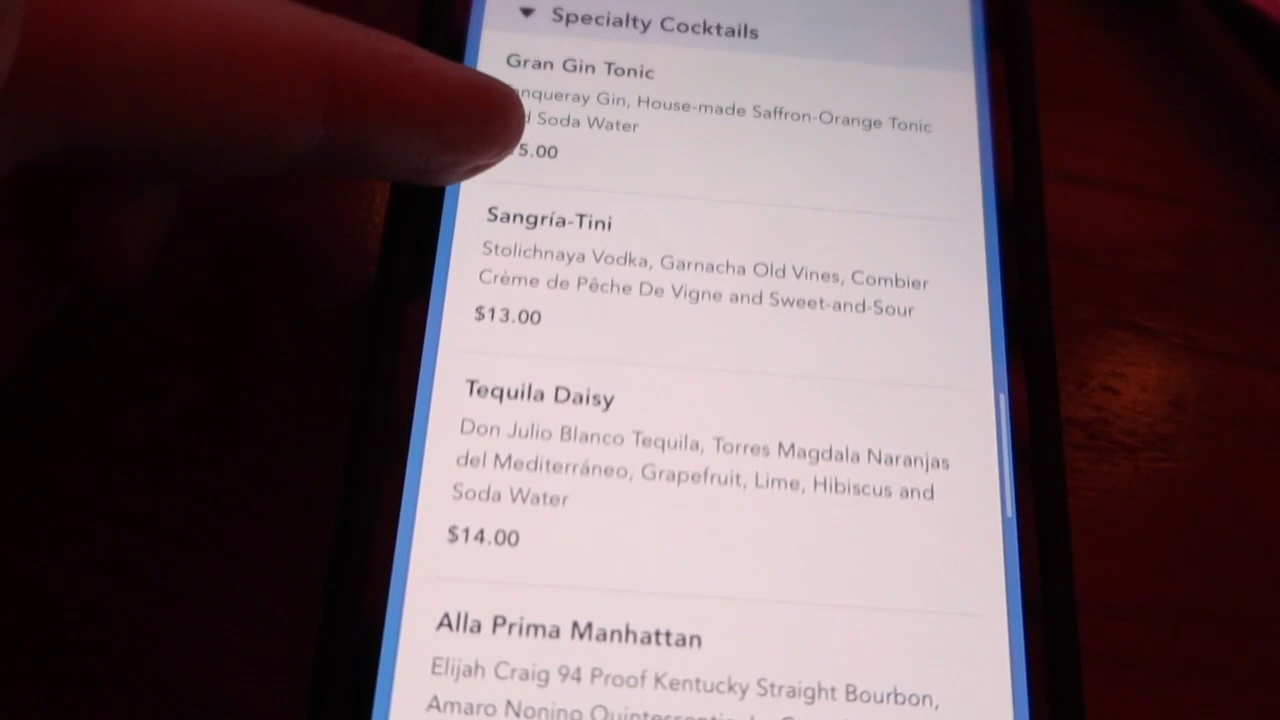 Specialty Cocktails
Gran Gin Tonic
Gin, House-made Saffron-Orange Tonic
Soda Water
5.00
Sangría-Tini
Stolichnaya Vodka, Garnacha Old Vines, Combier
Crème de Pêche De Vigne and Sweet-and-Sour
$13.00
Tequila Daisy
Don Julio Blanco Tequila, Torres Magdala Naranjas
del Mediterráneo, Grapefruit, Lime, Hibiscus and
Soda Water
$14.00
Alla Prima Manhattan
Elijah Craig 94 Proof Kentucky Straight Bourbon,
Amaro Nonino